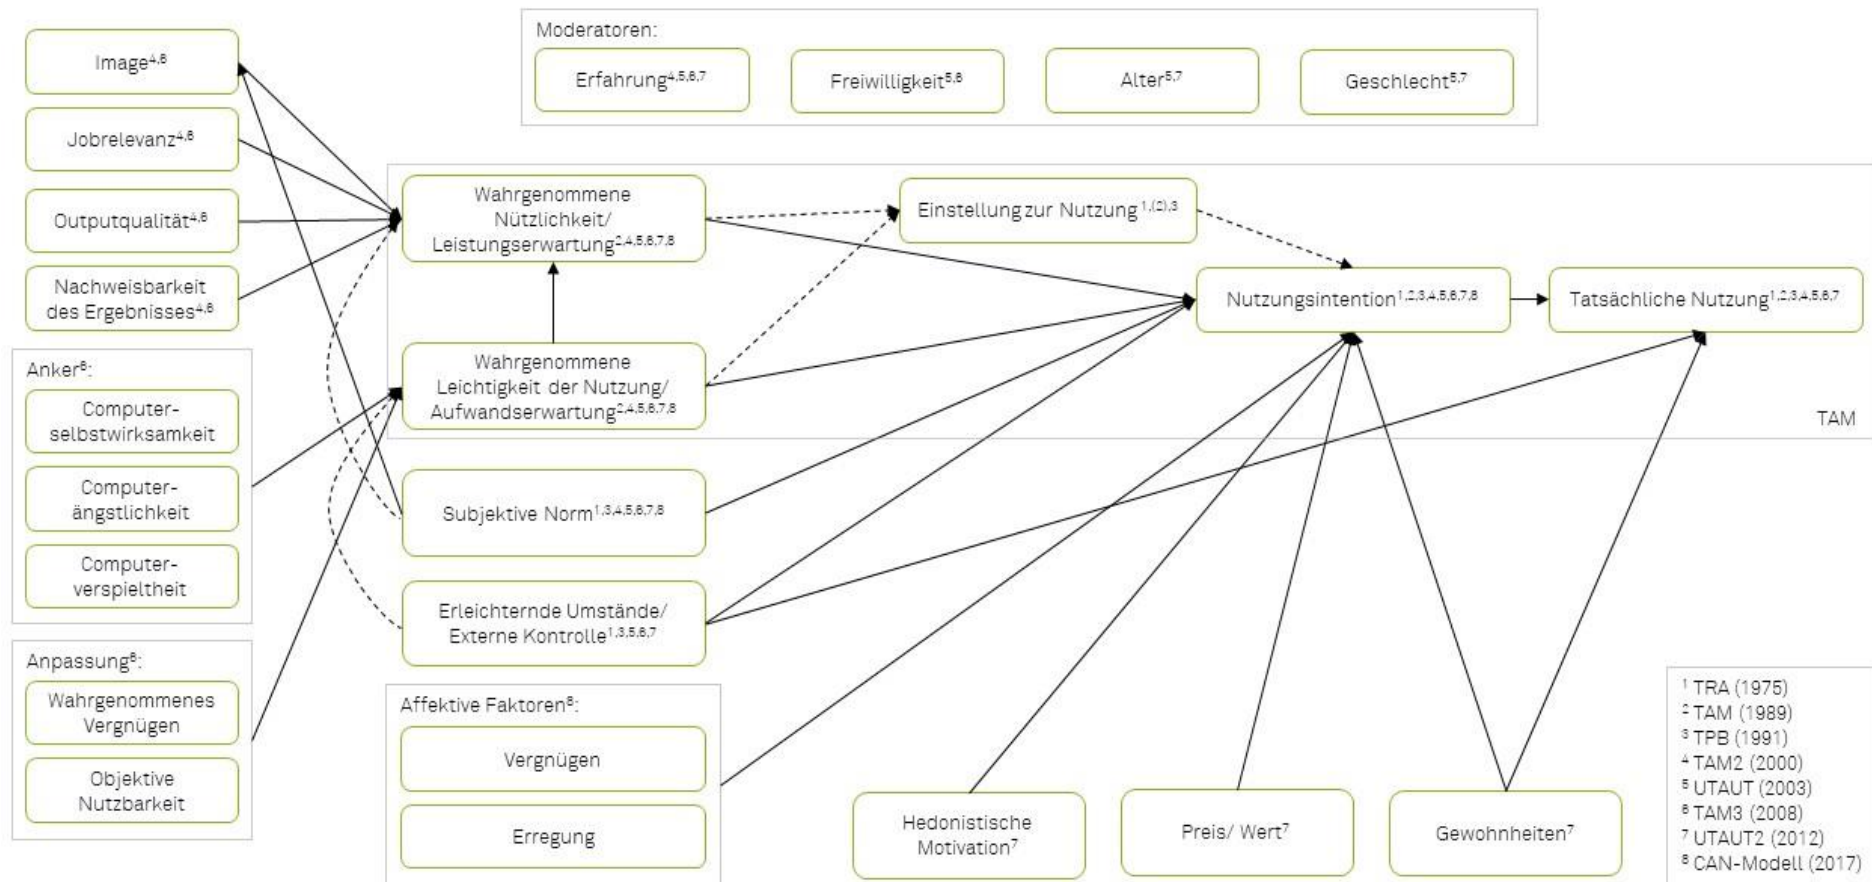 Moderatoren:
Erfahrung⁴,⁵,⁶,⁷
Freiwilligkeit⁵,⁶
Alter⁵,⁷
Geschlecht⁵,⁷
Image⁴,⁶
Jobrelevanz⁴,⁶
Outputqualität⁴,⁶
Nachweisbarkeit
des Ergebnisses⁴,⁶
Anker⁶:
Computer-
selbstwirksamkeit
Computer-
ängstlichkeit
Computer-
verspieltheit
Anpassung⁶:
Wahrgenommenes
Vergnügen
Objektive
Nutzbarkeit
Wahrgenommene
Nützlichkeit/
Leistungserwartung²,⁴,⁵,⁶,⁷,⁸
Wahrgenommene
Leichtigkeit der Nutzung/
Aufwandserwartung²,⁴,⁵,⁶,⁷,⁸
Einstellung zur Nutzung ¹,⁽²⁾,³
Nutzungsintention¹,²,³,⁴,⁵,⁶,⁷,⁸
Tatsächliche Nutzung¹,²,³,⁴,⁵,⁶,⁷
TAM
Subjektive Norm¹,³,⁴,⁵,⁶,⁷,⁸
Erleichternde Umstände/
Externe Kontrolle¹,³,⁵,⁶,⁷
Affektive Faktoren⁸:
Vergnügen
Erregung
Hedonistische
Motivation⁷
Preis/ Wert⁷
Gewohnheiten⁷
¹ TRA (1975)
² TAM (1989)
³ TPB (1991)
⁴ TAM2 (2000)
⁵ UTAUT (2003)
⁶ TAM3 (2008)
⁷ UTAUT2 (2012)
⁸ CAN-Modell (2017)